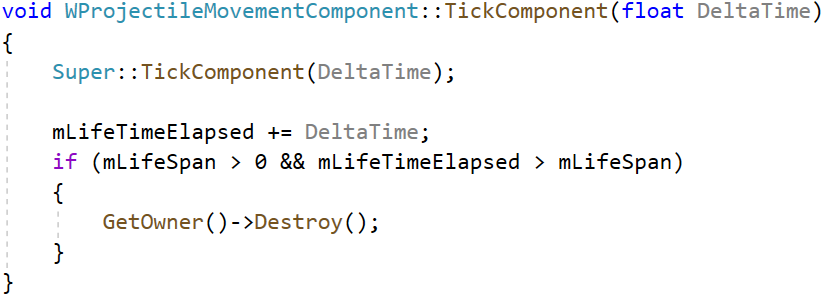 void WProjectileMovementComponent::TickComponent(float DeltaTime)
{
    Super::TickComponent(DeltaTime);

    mLifeTimeElapsed += DeltaTime;
    if (mLifeSpan > 0 && mLifeTimeElapsed > mLifeSpan)
    {
        GetOwner()->Destroy();
    }
}